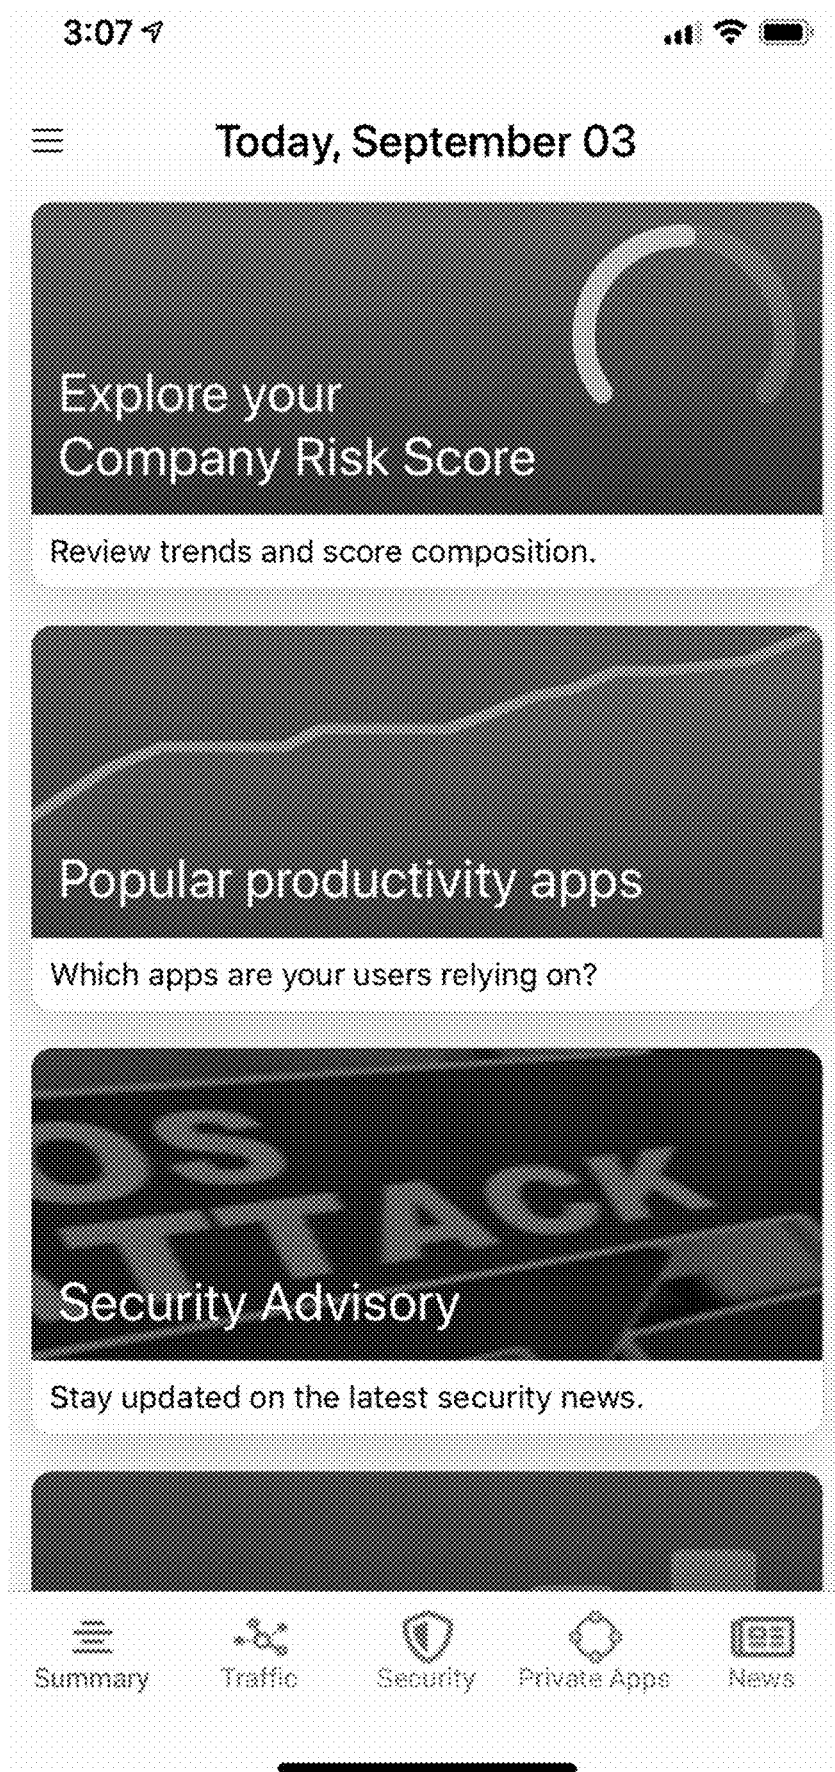 3:07
Today, September 03
Explore your
Company Risk Score
Review trends and score composition.
Popular productivity apps
Which apps are your users relying on?
OS
TTACK
Security Advisory
Stay updated on the latest security news.
Summary
Traffic
Security
Private Apps
News